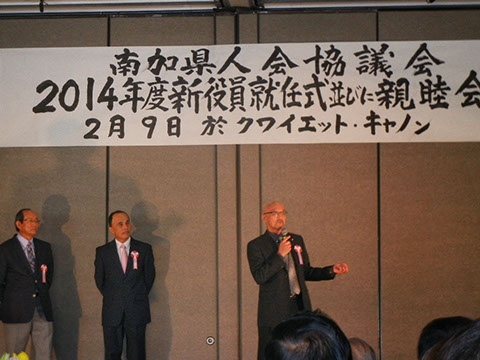 南加県人会協議会
2014年度新役員就任式並びに親睦会
2月9日於クワイエット・キャノン